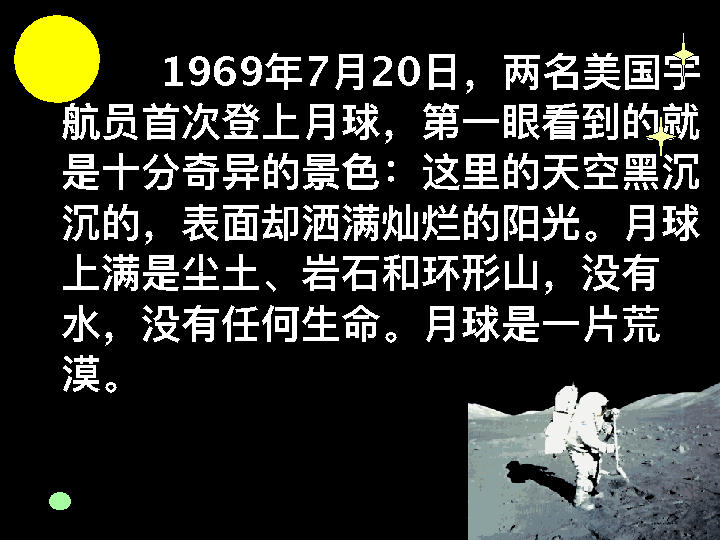 1969年7月20日，两名美国宇
航员首次登上月球，第一眼看到的就
是十分奇异的景色：这里的天空黑沉
沉的，表面却洒满灿烂的阳光。月球
上满是尘土、岩石和环形山，没有
水，没有任何生命。月球是一片荒
漠。